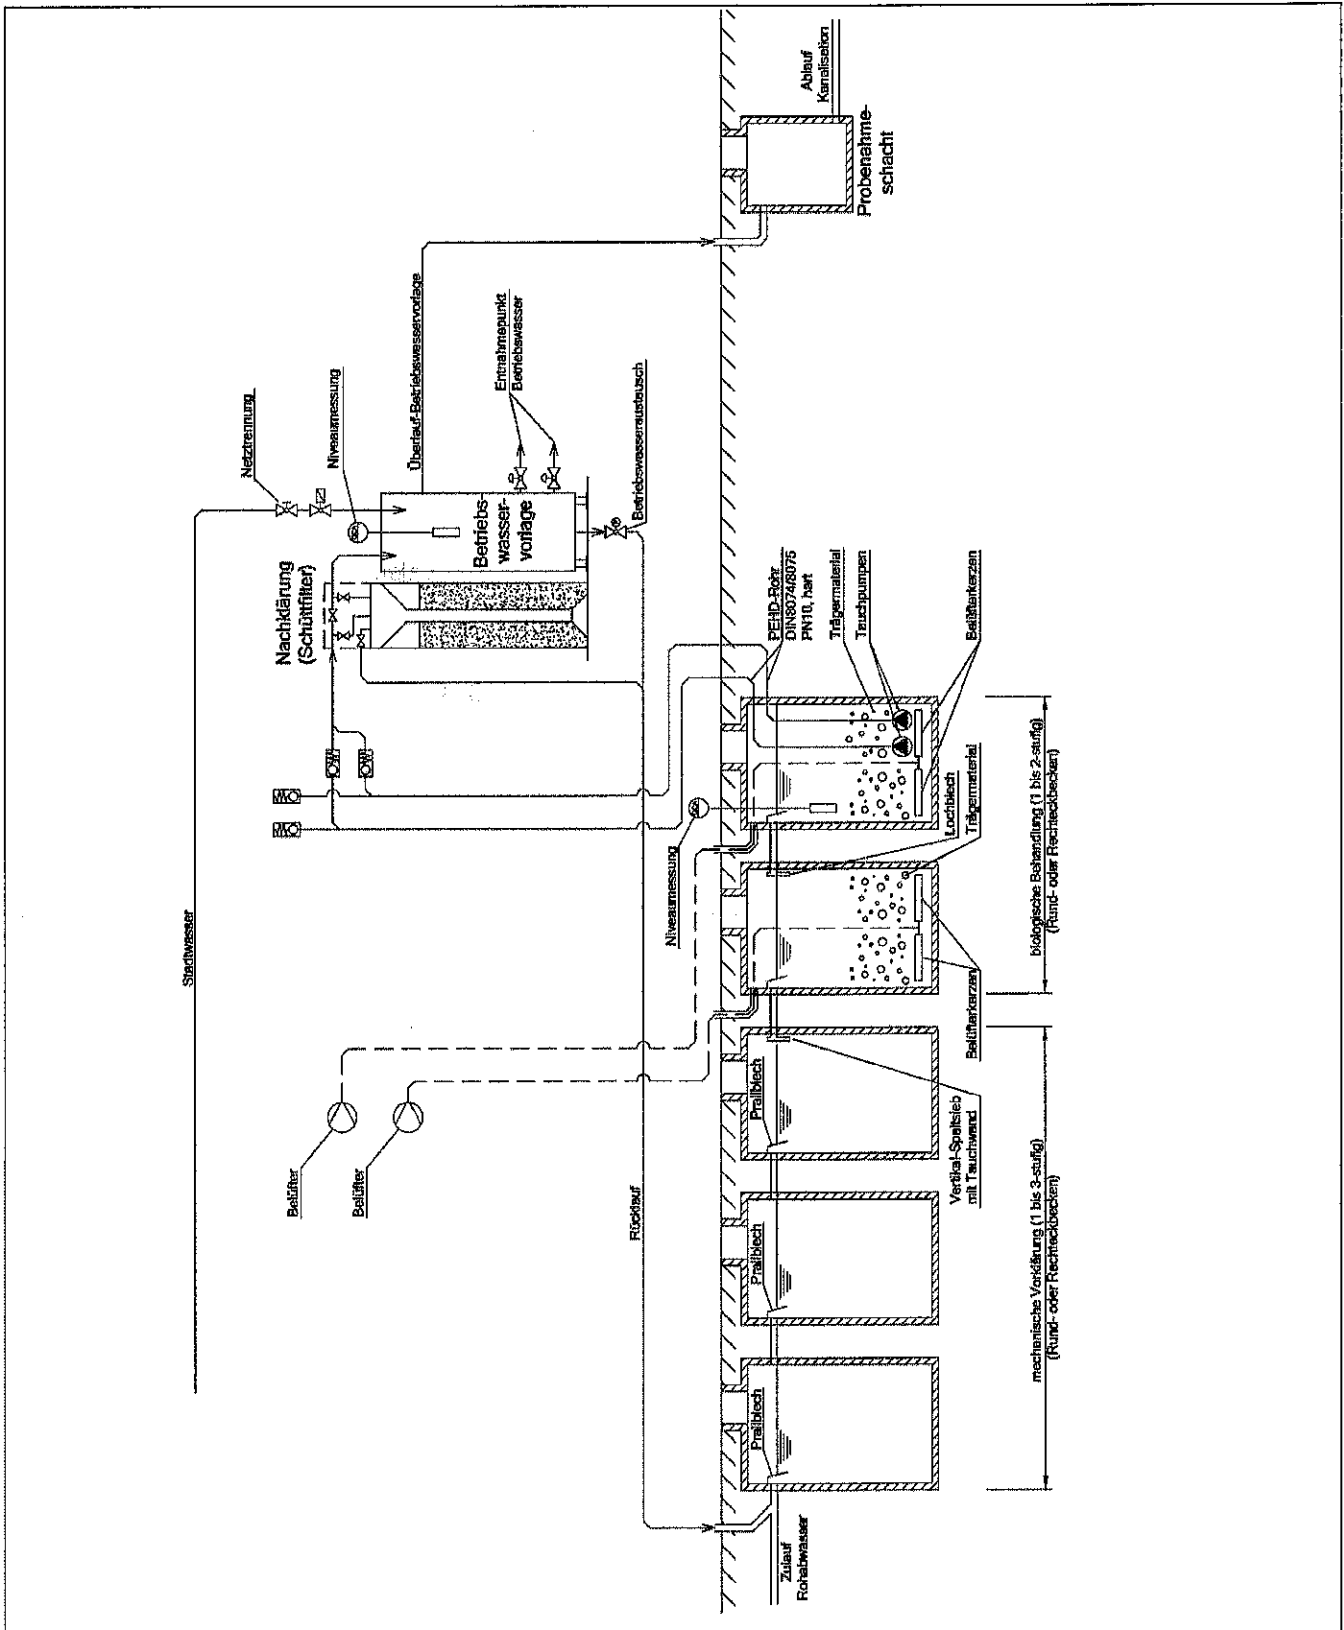 Stadtwasser
Belüfter
Belüfter
Rücklauf
Nachklärung
(Schüttfilter)
Netztrennung
Niveaumessung
Betriebs-
wasser-
vorlage
Überlauf-Betriebswasservorlage
Entnahmepunkt
Betriebswasser
Betriebswasseraustausch
Zulauf
Rohabwasser
Prallblech
Prallblech
Prallblech
Vertikal-Spaltsieb
mit Tauchwand
Niveaumessung
Belüfterkerzen
Lochblech
Trägermaterial
PEHD-Rohr
DIN8074/8075
PN10, hart
Trägermaterial
Tauchpumpen
Belüfterkerzen
Probenahme-
schacht
Ablauf
Kanalisation
mechanische Vorklärung (1 bis 3-stufig)
(Rund- oder Rechteckbecken)
biologische Behandlung (1 bis 2-stufig)
(Rund- oder Rechteckbecken)